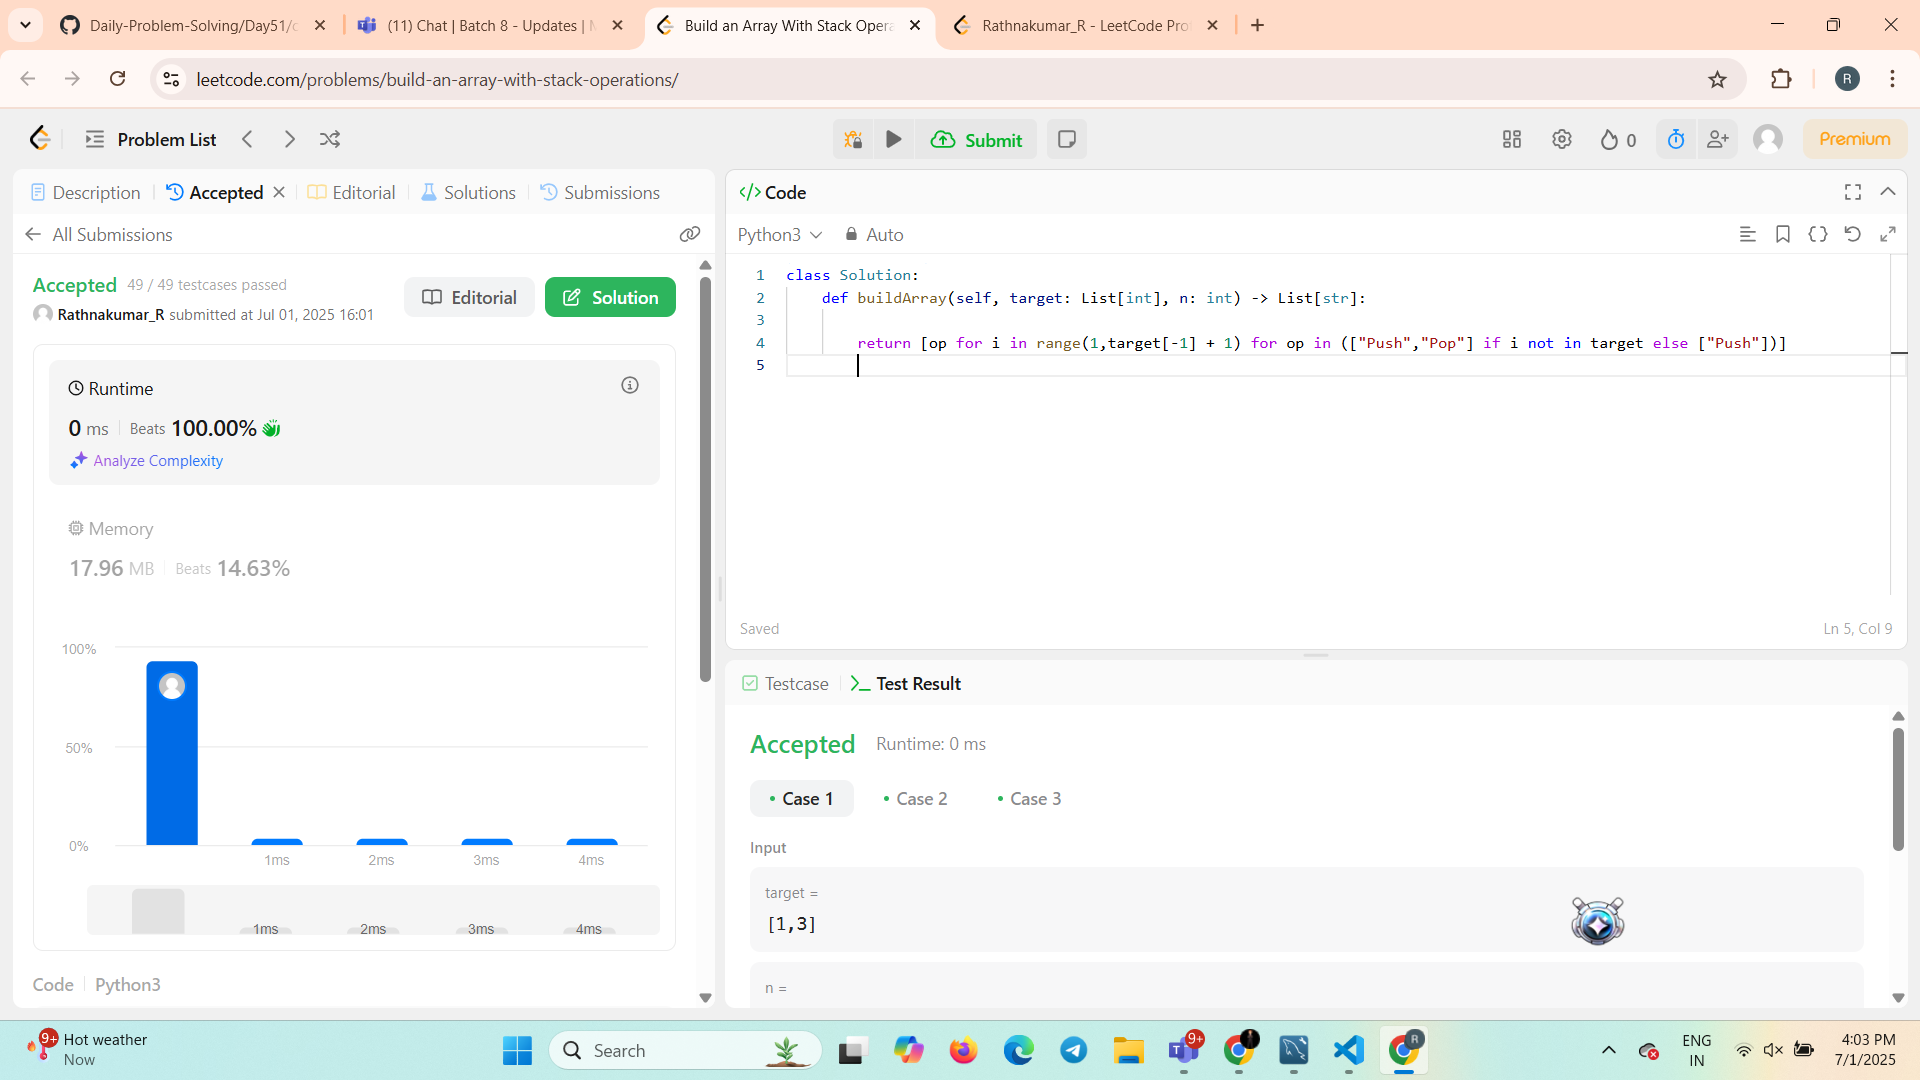 Daily-Problem-Solving/Day51/c
(11) Chat | Batch 8 - Updates | M
Build an Array With Stack Opera
Rathnakumar_R - LeetCode Prof
leetcode.com/problems/build-an-array-with-stack-operations/
R
Problem List
Submit
0
Premium
Description
Accepted
Editorial
Solutions
Submissions
All Submissions
Accepted 49 / 49 testcases passed
Rathnakumar_R submitted at Jul 01, 2025 16:01
Editorial
Solution
Runtime
0 ms Beats 100.00%
Analyze Complexity
Memory
17.96 MB Beats 14.63%
100%
50%
0%
1ms 2ms 3ms 4ms
1ms 2ms 3ms 4ms
Code Python3
</> Code
Python3 Auto
1 class Solution:
2 def buildArray(self, target: List[int], n: int) -> List[str]:
3
4 return [op for i in range(1,target[-1] + 1) for op in (["Push","Pop"] if i not in target else ["Push"])]
5
Saved
Ln 5, Col 9
Testcase
Test Result
Accepted Runtime: 0 ms
Case 1 Case 2 Case 3
Input
target =
[1,3]
n =
9+
Hot weather
Now
Search
9+
R
ENG
IN
4:03 PM
7/1/2025